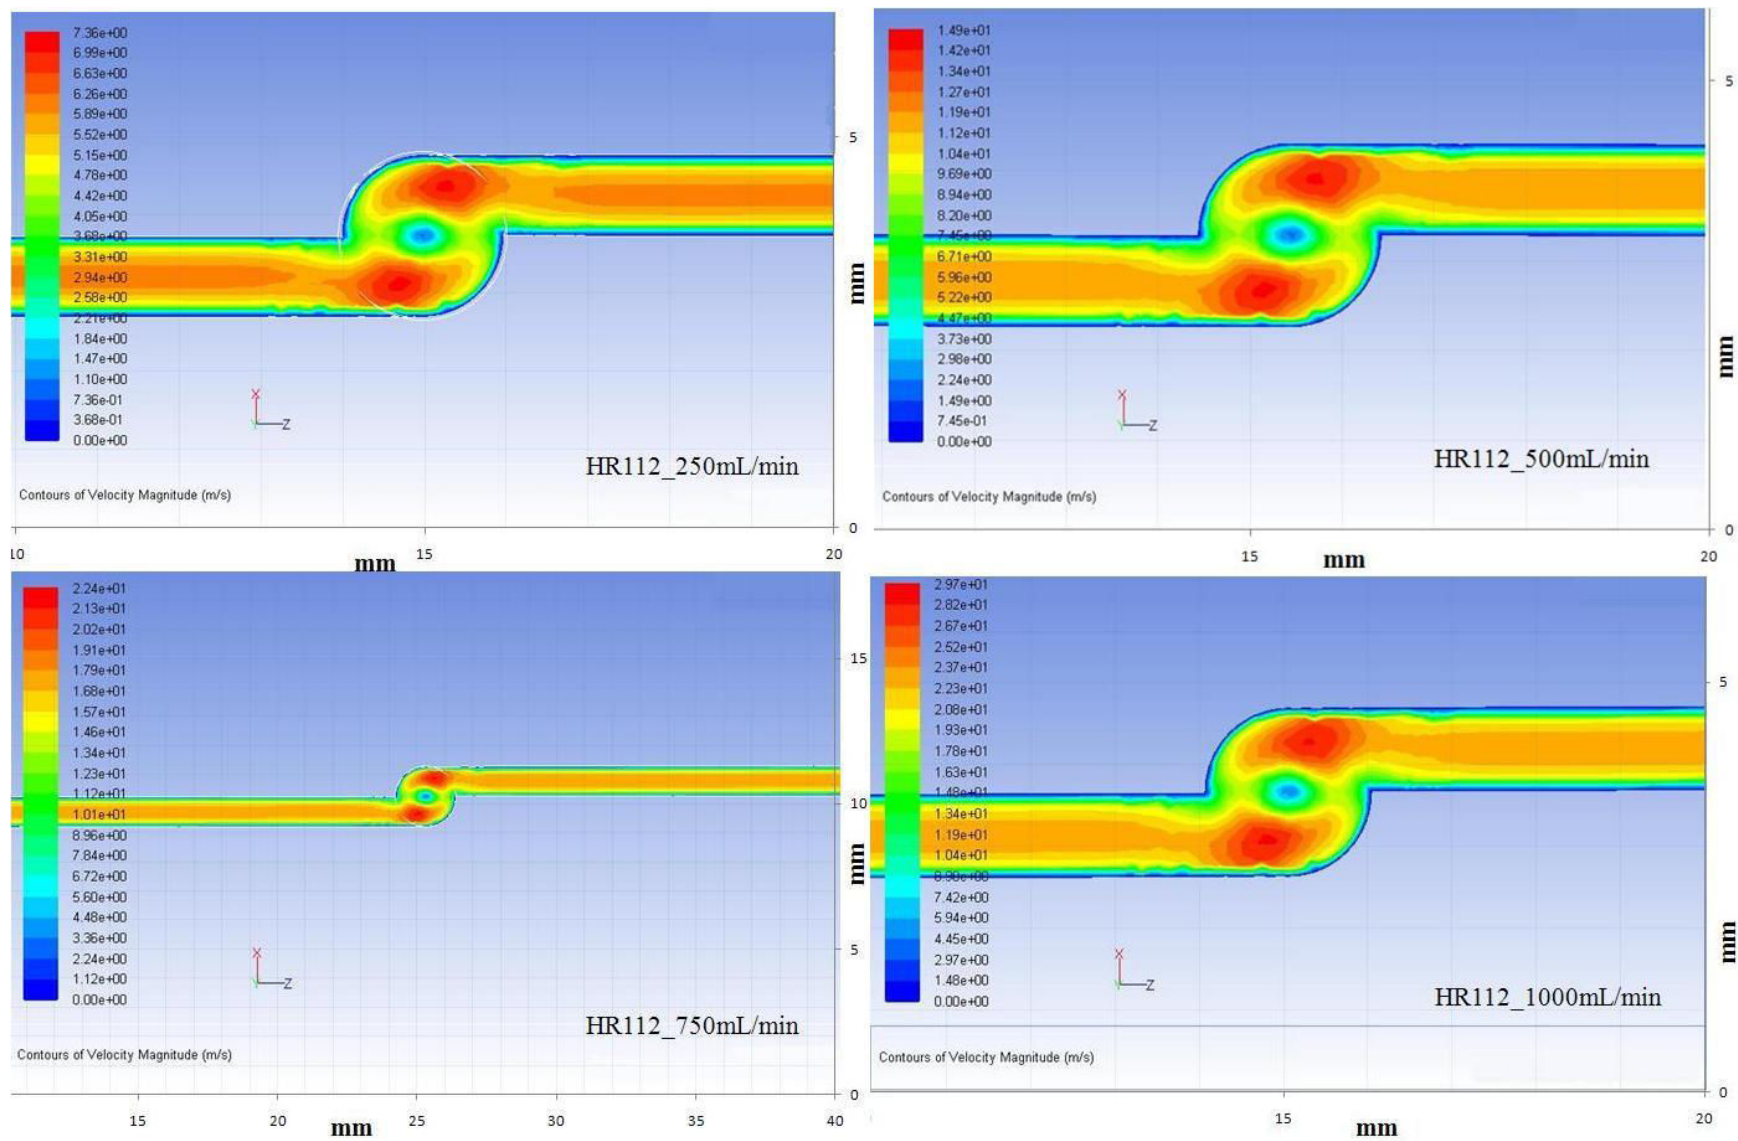 7.36e+00
6.99e+00
6.63e+00
6.26e+00
5.89e+00
5.52e+00
5.15e+00
4.78e+00
4.42e+00
4.05e+00
3.68e+00
3.31e+00
2.94e+00
2.58e+00
2.21e+00
1.84e+00
1.47e+00
1.10e+00
7.36e-01
3.68e-01
0.00e+00
X
Y Z
HR112_250mL/min
Contours of Velocity Magnitude (m/s)
5
mm
0
10 15 20
mm
1.49e+01
1.42e+01
1.34e+01
1.27e+01
1.19e+01
1.12e+01
1.04e+01
9.69e+00
8.94e+00
8.20e+00
7.45e+00
6.71e+00
5.96e+00
5.22e+00
4.47e+00
3.73e+00
2.98e+00
2.24e+00
1.49e+00
7.45e-01
0.00e+00
X
Y Z
HR112_500mL/min
Contours of Velocity Magnitude (m/s)
5
mm
0
15 20
mm
2.24e+01
2.13e+01
2.02e+01
1.91e+01
1.79e+01
1.68e+01
1.57e+01
1.46e+01
1.34e+01
1.23e+01
1.12e+01
1.01e+01
8.96e+00
7.84e+00
6.72e+00
5.60e+00
4.48e+00
3.36e+00
2.24e+00
1.12e+00
0.00e+00
X
Y Z
HR112_750mL/min
Contours of Velocity Magnitude (m/s)
15
10
mm
5
0
15 20 25 30 35 40
mm
2.97e+01
2.82e+01
2.67e+01
2.52e+01
2.37e+01
2.23e+01
2.08e+01
1.93e+01
1.78e+01
1.63e+01
1.48e+01
1.34e+01
1.19e+01
1.04e+01
8.90e+00
7.42e+00
5.94e+00
4.45e+00
2.97e+00
1.48e+00
0.00e+00
X
Y Z
HR112_1000mL/min
Contours of Velocity Magnitude (m/s)
5
mm
0
15 20
mm